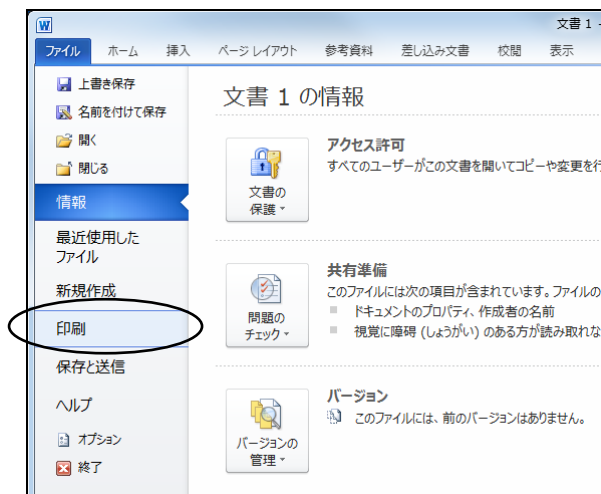 文書 1 -
ファイル ホーム 挿入 ページ レイアウト 参考資料 差し込み文書 校閲 表示
上書き保存
名前を付けて保存
開く
閉じる
情報
最近使用した
ファイル
新規作成
印刷
保存と送信
ヘルプ
オプション
終了
文書 1 の情報
文書の
保護
アクセス許可
すべてのユーザーがこの文書を開いてコピーや変更を行
問題の
チェック
共有準備
このファイルには次の項目が含まれています。ファイルの
ドキュメントのプロパティ、作成者の名前
視覚に障碍 (しょうがい) のある方が読み取れな
バージョンの
管理
バージョン
このファイルには、前のバージョンはありません。